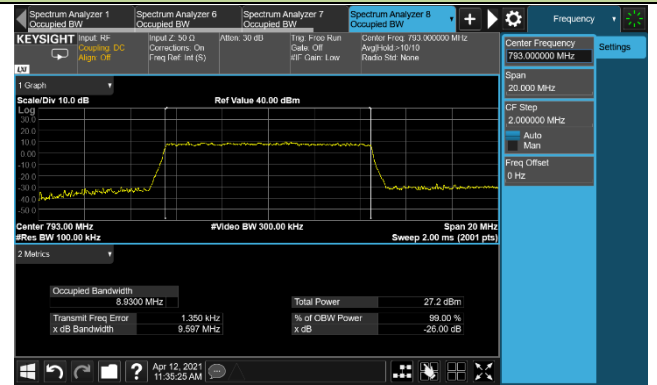 Spectrum Analyzer 1
Occupied BW
Spectrum Analyzer 6
Occupied BW
Spectrum Analyzer 7
Occupied BW
Spectrum Analyzer 8
Occupied BW
Frequency
KEYSIGHT
Input: RF
Coupling: DC
Align: Off
Input Z: 50 Ω
Corrections: On
Freq Ref: Int (S)
Atten: 30 dB
Trig: Free Run
Gate: Off
#IF Gain: Low
Center Freq: 793.000000 MHz
Avg|Hold:>10/10
Radio Std: None
LXI
Center Frequency
793.000000 MHz
Settings
Span
20.000 MHz
CF Step
2.000000 MHz
Auto
Man
Freq Offset
0 Hz
1 Graph
Scale/Div 10.0 dB
Ref Value 40.00 dBm
Log
30.0
20.0
10.0
0.00
-10.0
-20.0
-30.0
-40.0
-50.0
Center 793.00 MHz
#Video BW 300.00 kHz
Span 20 MHz
#Res BW 100.00 kHz
Sweep 2.00 ms (2001 pts)
2 Metrics
Occupied Bandwidth
8.9300 MHz
Total Power
27.2 dBm
Transmit Freq Error
1.350 kHz
% of OBW Power
99.00 %
x dB Bandwidth
9.597 MHz
x dB
-26.00 dB
?
Apr 12, 2021
11:35:25 AM